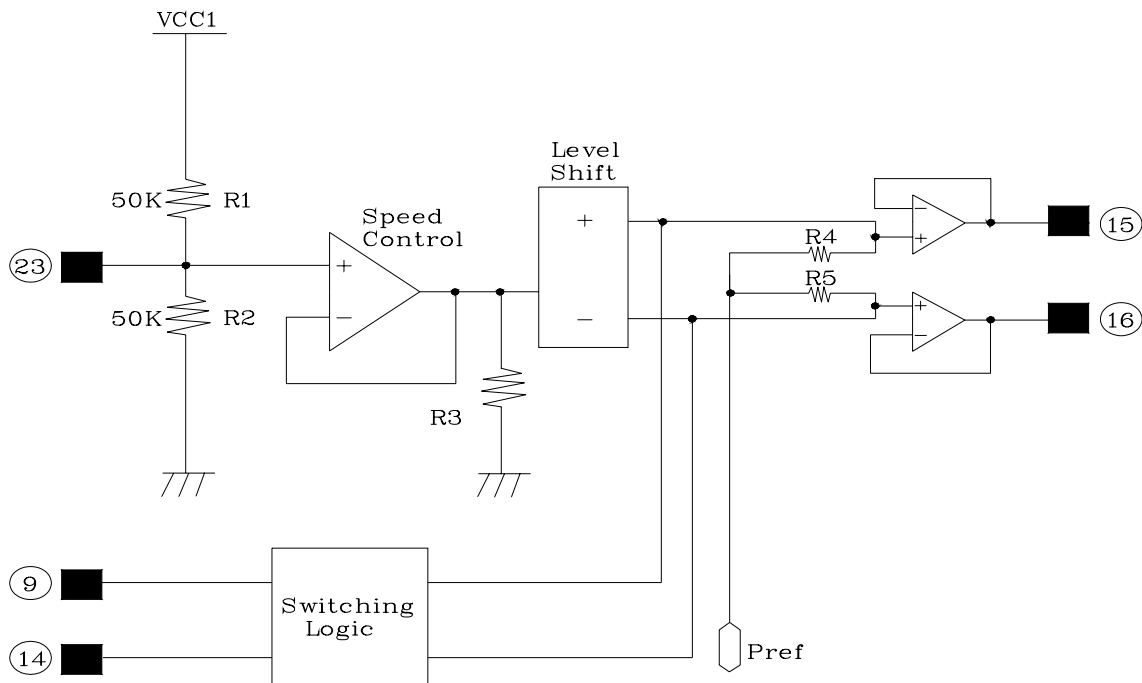 VCC1
Level
Shift
50K
R1
+
Speed
Control
−
+
R4
15
23
+
R5
50K
R2
−
−
+
−
16
R3
9
Switching
Logic
14
Pref